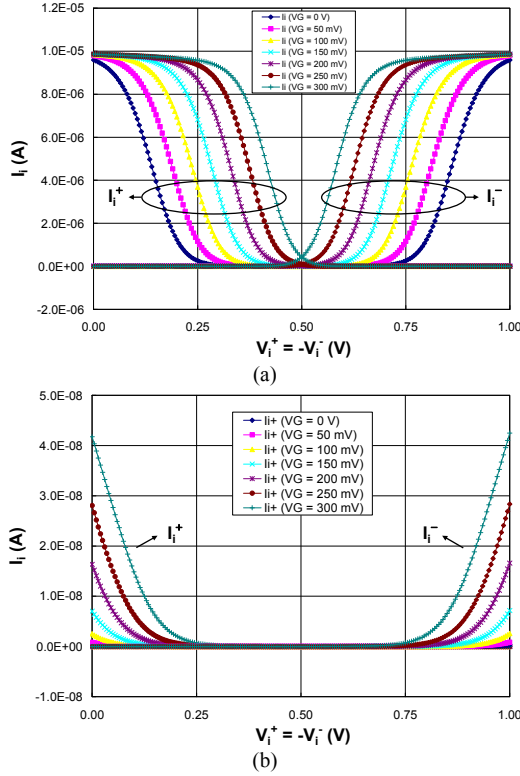 1.2E-05
1.0E-05
8.0E-06
6.0E-06
4.0E-06
2.0E-06
0.0E+00
-2.0E-06
Ii (A)
Ii (VG = 0 V)
Ii (VG = 50 mV)
Ii (VG = 100 mV)
Ii (VG = 150 mV)
Ii (VG = 200 mV)
Ii (VG = 250 mV)
Ii (VG = 300 mV)
Ii+
Ii−
0.00 0.25 0.50 0.75 1.00
Vi+ = -Vi- (V)
(a)
5.0E-08
4.0E-08
3.0E-08
2.0E-08
1.0E-08
0.0E+00
-1.0E-08
Ii (A)
Ii+ (VG = 0 V)
Ii+ (VG = 50 mV)
Ii+ (VG = 100 mV)
Ii+ (VG = 150 mV)
Ii+ (VG = 200 mV)
Ii+ (VG = 250 mV)
Ii+ (VG = 300 mV)
Ii+
Ii−
0.00 0.25 0.50 0.75 1.00
Vi+ = -Vi- (V)
(b)